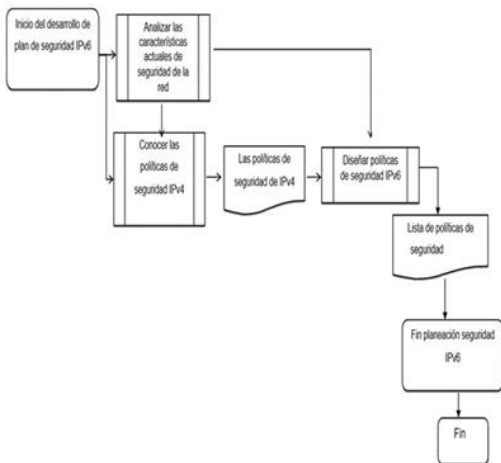 Inicio del desarrollo de
plan de seguridad IPv6
Analizar las
características
actuales de
seguridad de la
red
Conocer las
políticas de
seguridad IPv4
Las políticas de
seguridad de IPv4
Diseñar políticas
de seguridad IPv6
Lista de políticas de
seguridad
Fin planeación seguridad
IPv6
Fin